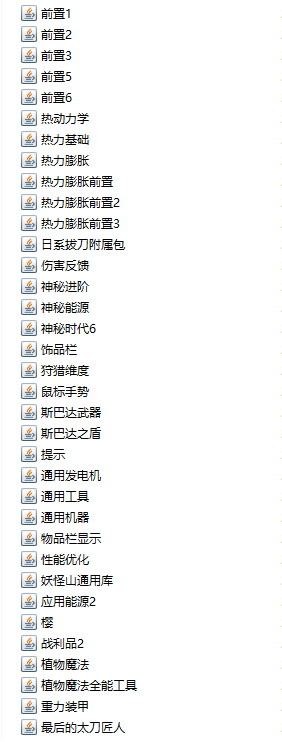 前置1
前置2
前置3
前置5
前置6
热动力学
热力基础
热力膨胀
热力膨胀前置
热力膨胀前置2
热力膨胀前置3
日系拔刀附属包
伤害反馈
神秘进阶
神秘能源
神秘时代6
饰品栏
狩猎维度
鼠标手势
斯巴达武器
斯巴达之盾
提示
通用发电机
通用工具
通用机器
物品栏显示
性能优化
妖怪山通用库
应用能源2
樱
战利品2
植物魔法
植物魔法全能工具
重力装甲
最后的太刀匠人